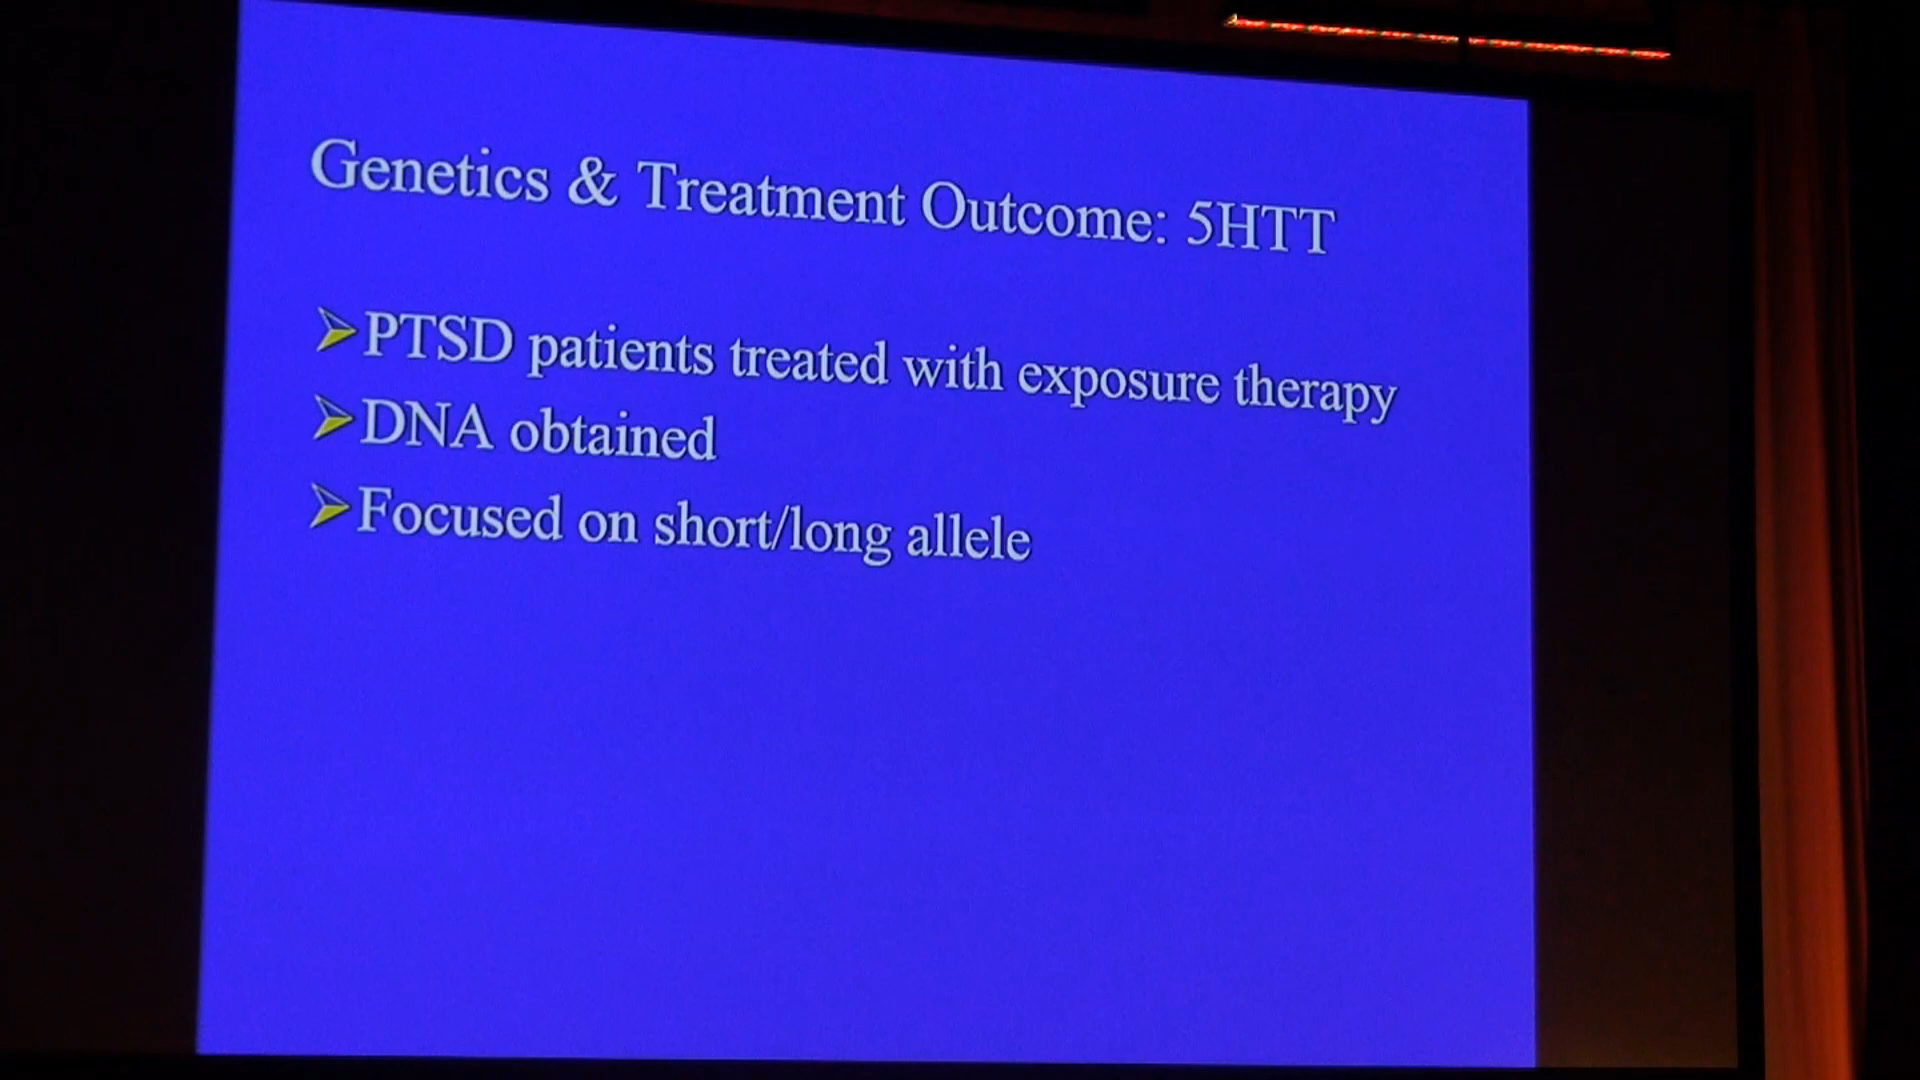 Genetics & Treatment Outcome: 5HTT
PTSD patients treated with exposure therapy
DNA obtained
Focused on short/long allele